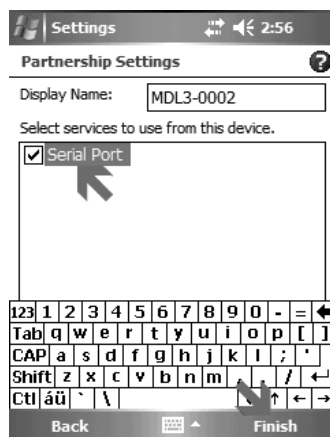 Settings 2:56
Partnership Settings ?
Display Name: MDL3-0002
Select services to use from this device.
Serial Port
123 1 2 3 4 5 6 7 8 9 0 - =
Tab q w e r t y u i o p [ ]
CAP a s d f g h j k l ; '
Shift z x c v b n m , . /
Ctl áü ` \
Back Finish